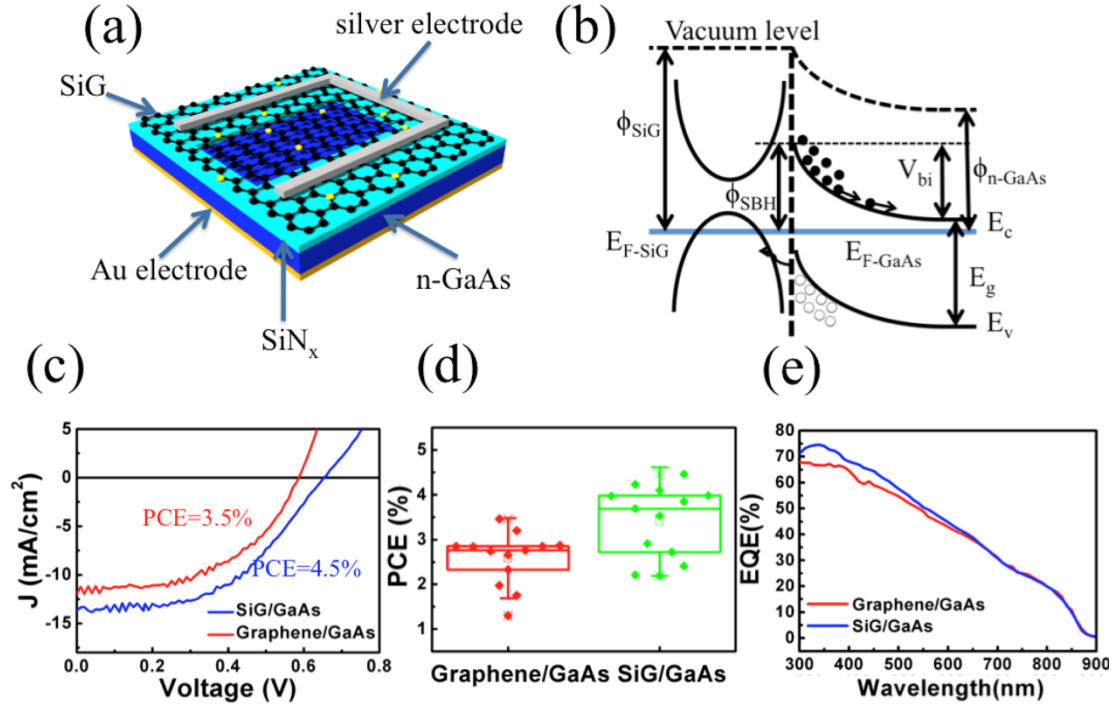 (a)
silver electrode
SiG
Au electrode
n-GaAs
SiNx
(b)
Vacuum level
ϕSiG
ϕSBH
Vbi
ϕn-GaAs
EF-SiG
EF-GaAs
Ec
Eg
Ev
(c)
5
0
-5
-10
-15
J (mA/cm²)
PCE=3.5%
PCE=4.5%
SiG/GaAs
Graphene/GaAs
0.0 0.2 0.4 0.6 0.8
Voltage (V)
(d)
5
4
3
2
1
PCE (%)
Graphene/GaAs SiG/GaAs
(e)
80
70
60
50
40
30
20
10
0
EQE(%)
Graphene/GaAs
SiG/GaAs
300 400 500 600 700 800 900
Wavelength(nm)